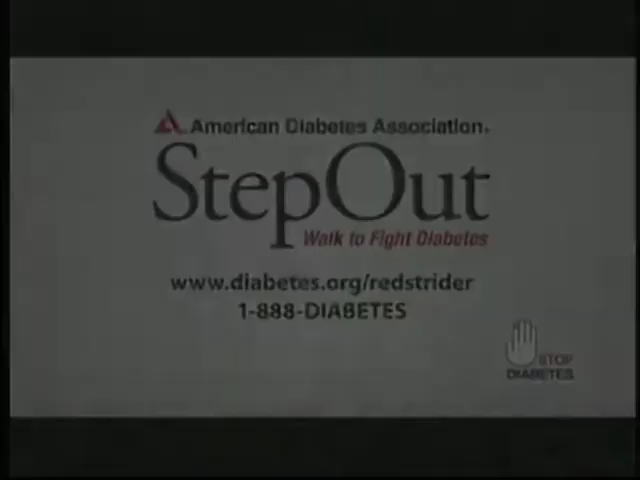 American Diabetes Association.
StepOut
Walk to Fight Diabetes
www.diabetes.org/redstrider
1-888-DIABETES
STOP
DIABETES